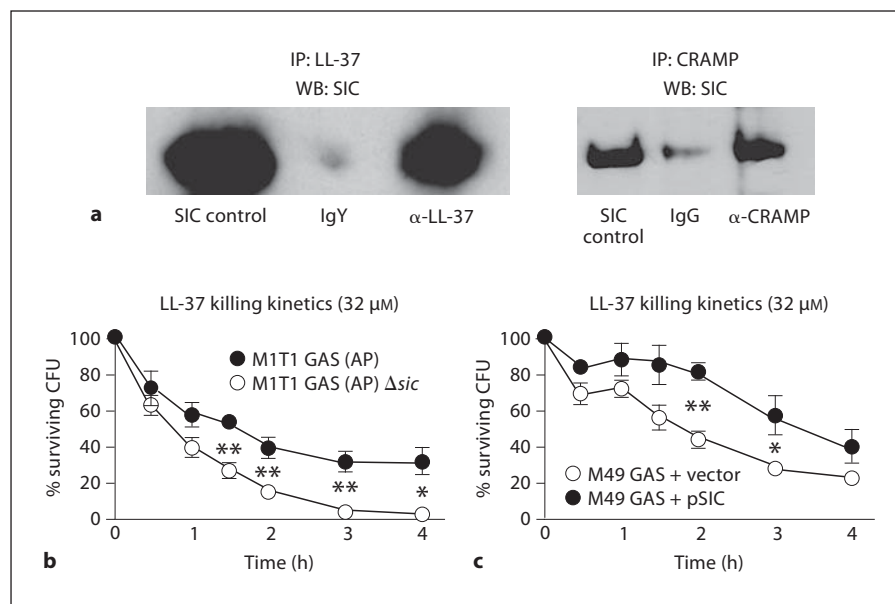 IP: LL-37
WB: SIC
IP: CRAMP
WB: SIC
a
SIC control
IgY
α-LL-37
SIC
control
IgG
α-CRAMP
LL-37 killing kinetics (32 μM)
% surviving CFU
100
80
60
40
20
0
M1T1 GAS (AP)
M1T1 GAS (AP) Δsic
**
**
**
*
0
1
2
3
4
Time (h)
b
LL-37 killing kinetics (32 μM)
% surviving CFU
100
80
60
40
20
0
**
*
M49 GAS + vector
M49 GAS + pSIC
0
1
2
3
4
Time (h)
c